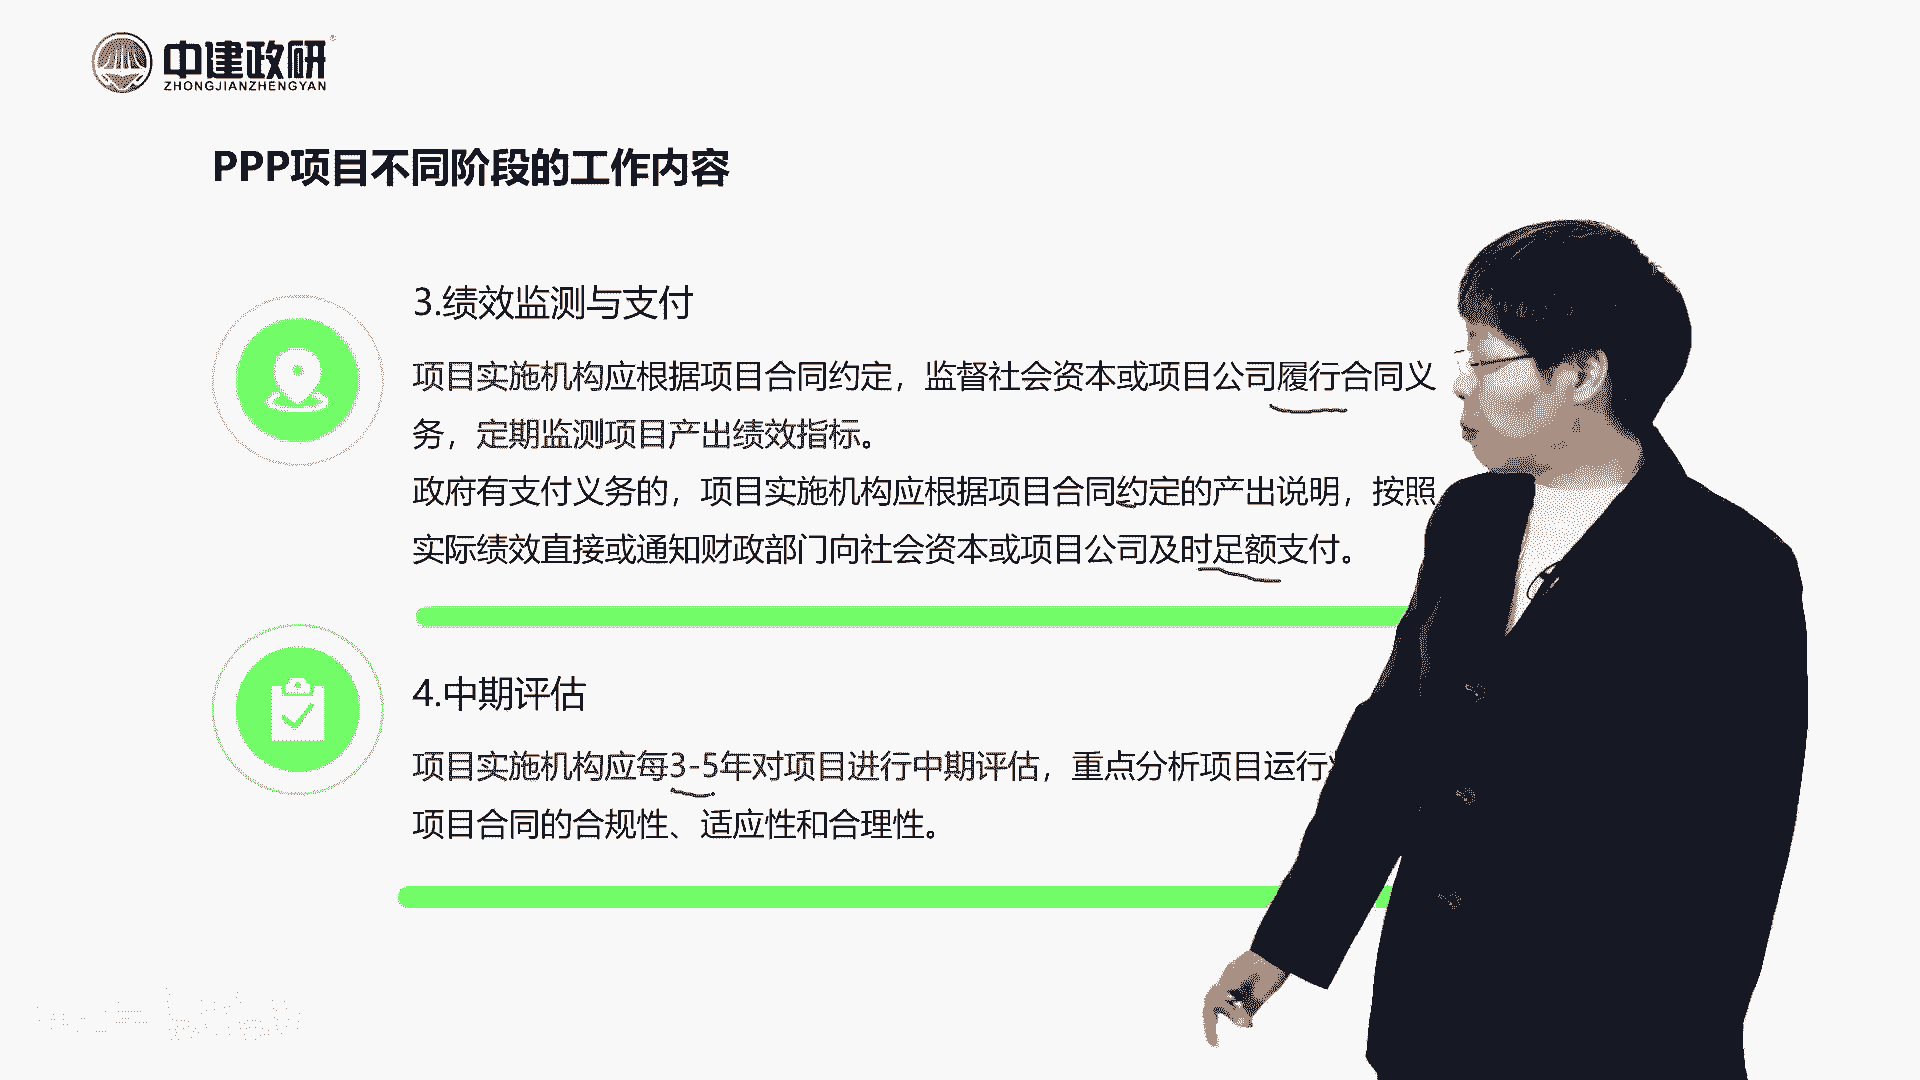 中建政研
ZHONGJIANZHENGYAN
PPP项目不同阶段的工作内容
3.绩效监测与支付
项目实施机构应根据项目合同约定，监督社会资本或项目公司履行合同义
务，定期监测项目产出绩效指标。
政府有支付义务的，项目实施机构应根据项目合同约定的产出说明，按照
实际绩效直接或通知财政部门向社会资本或项目公司及时足额支付。
4.中期评估
项目实施机构应每3-5年对项目进行中期评估，重点分析项目运行
项目合同的合规性、适应性和合理性。